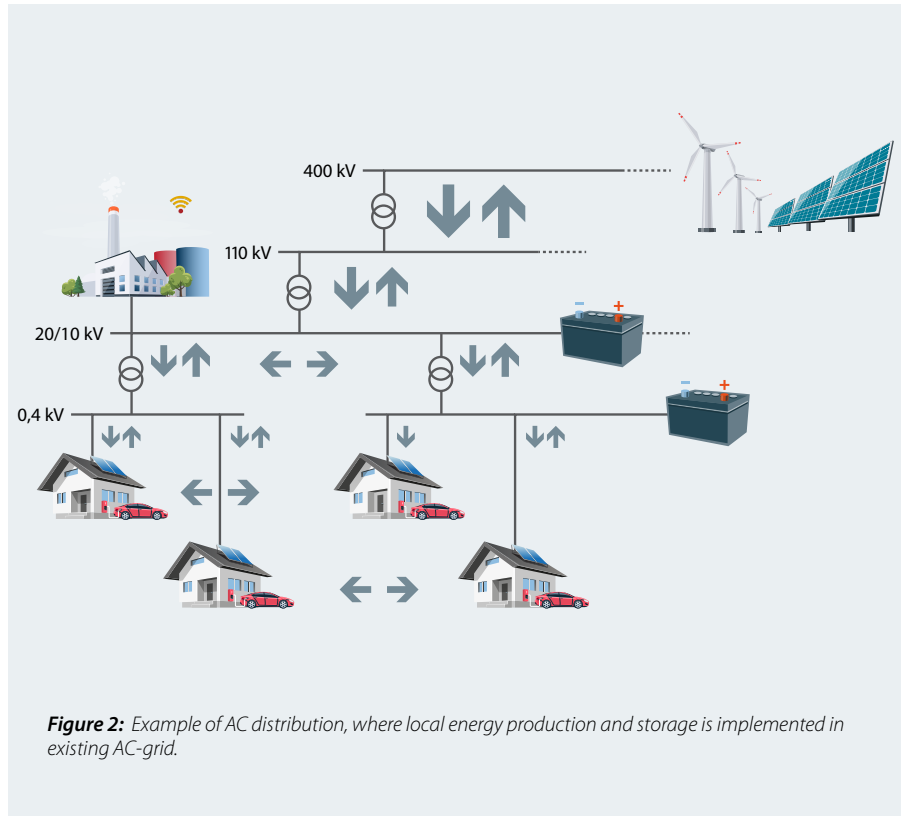 400 kV
110 kV
20/10 kV
0,4 kV
Figure 2: Example of AC distribution, where local energy production and storage is implemented in
existing AC-grid.